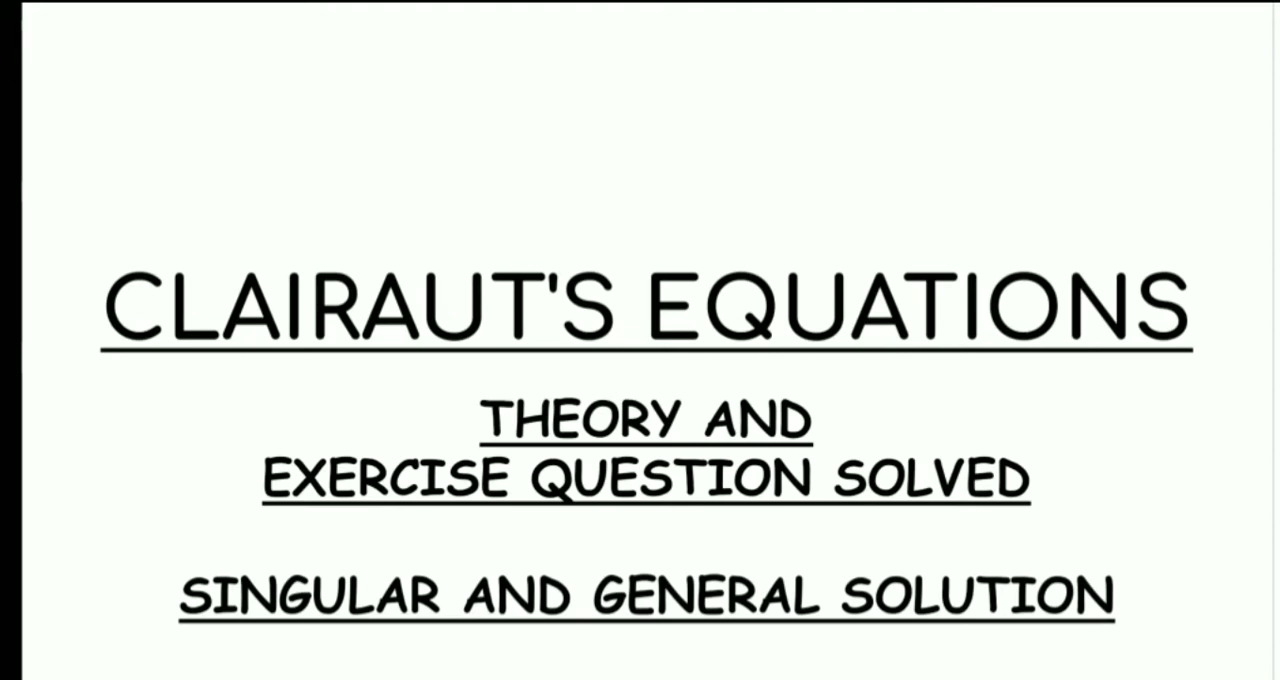 CLAIRAUT'S EQUATIONS
THEORY AND
EXERCISE QUESTION SOLVED
SINGULAR AND GENERAL SOLUTION